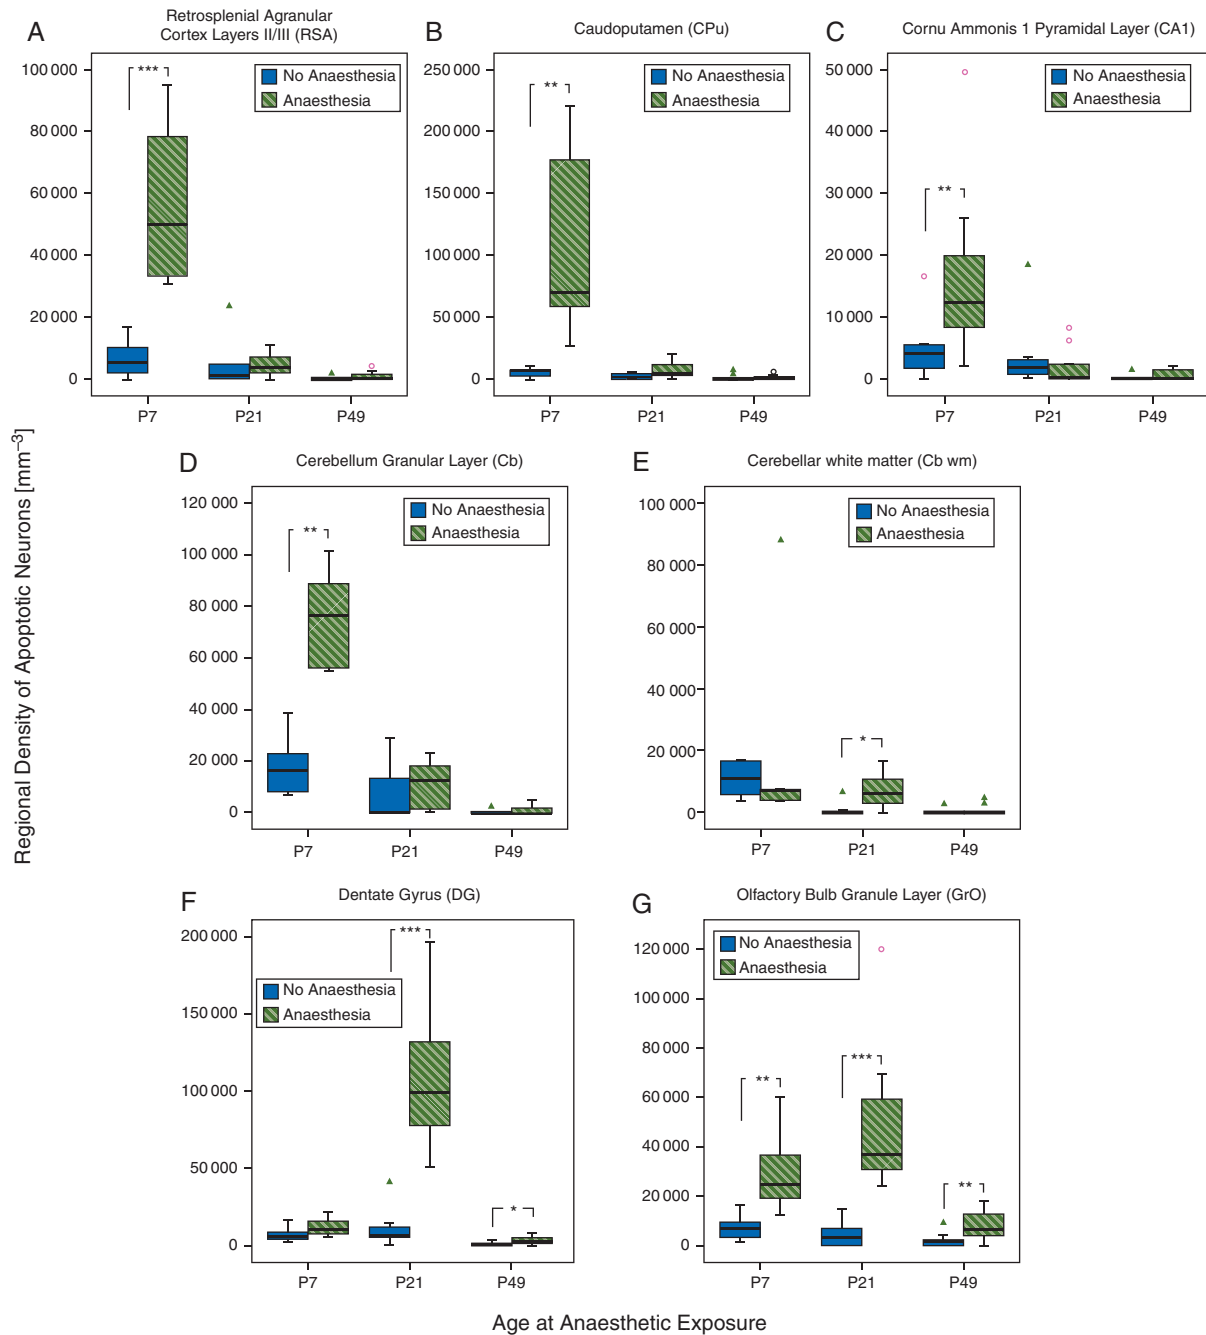 A
Retrosplenial Agranular
Cortex Layers II/III (RSA)
100 000
80 000
60 000
40 000
20 000
0
***
No Anaesthesia
Anaesthesia
P7 P21 P49
B
Caudoputamen (CPu)
250 000
200 000
150 000
100 000
50 000
0
**
No Anaesthesia
Anaesthesia
P7 P21 P49
C
Cornu Ammonis 1 Pyramidal Layer (CA1)
50 000
40 000
30 000
20 000
10 000
0
**
No Anaesthesia
Anaesthesia
P7 P21 P49
Regional Density of Apoptotic Neurons [mm⁻³]
D
Cerebellum Granular Layer (Cb)
120 000
100 000
80 000
60 000
40 000
20 000
0
**
No Anaesthesia
Anaesthesia
P7 P21 P49
E
Cerebellar white matter (Cb wm)
100 000
80 000
60 000
40 000
20 000
0
*
No Anaesthesia
Anaesthesia
P7 P21 P49
F
Dentate Gyrus (DG)
200 000
150 000
100 000
50 000
0
***
*
No Anaesthesia
Anaesthesia
P7 P21 P49
G
Olfactory Bulb Granule Layer (GrO)
120 000
100 000
80 000
60 000
40 000
20 000
0
**
***
**
No Anaesthesia
Anaesthesia
P7 P21 P49
Age at Anaesthetic Exposure